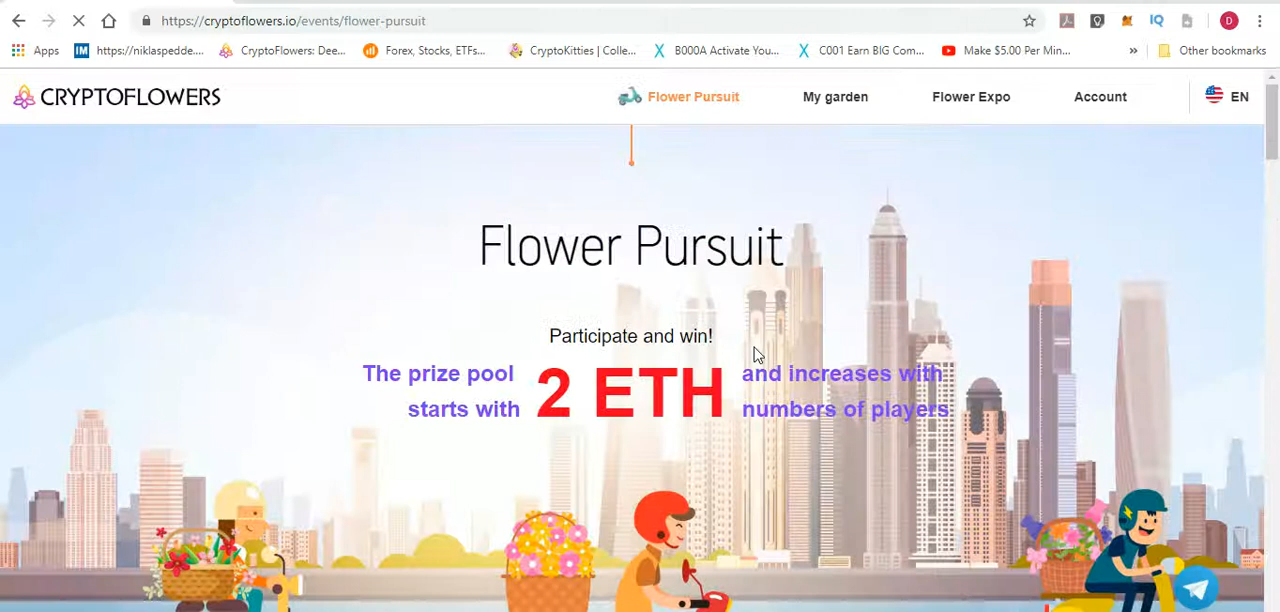 https://cryptoflowers.io/events/flower-pursuit
Apps
IM https://niklaspedde....
CryptoFlowers: Dee...
Forex, Stocks, ETFs...
CryptoKitties | Colle...
X B000A Activate You...
X C001 Earn BIG Com...
Make $5.00 Per Min...
»
Other bookmarks
IQ
D
CRYPTOFLOWERS
Flower Pursuit
My garden
Flower Expo
Account
EN
Flower Pursuit
Participate and win!
The prize pool
starts with
2 ETH
and increases with
numbers of players